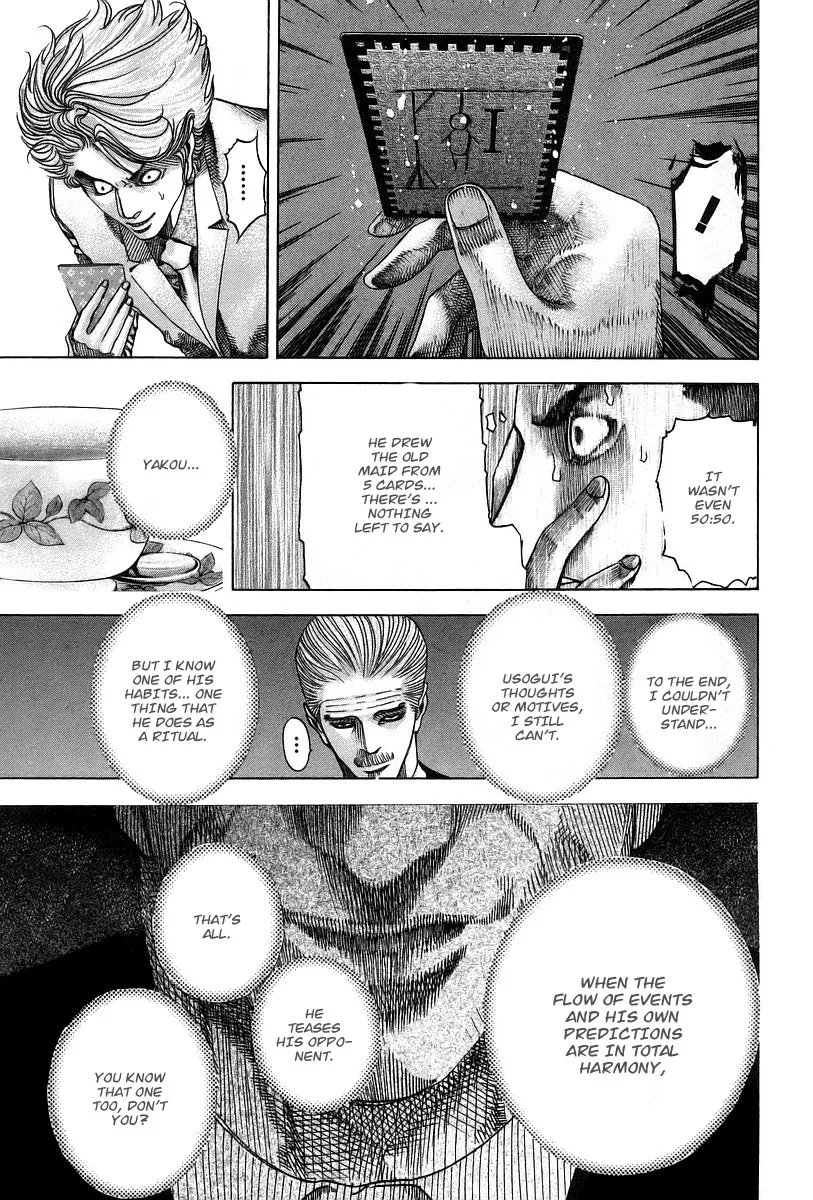 !
I
...
IT
WASN'T
EVEN
50:50.
HE DREW
THE OLD
MAID FROM
5 CARDS...
THERE'S ...
NOTHING
LEFT TO SAY.
YAKOU...
TO THE END,
I COULDN'T
UNDER-
STAND...
USOGUI'S
THOUGHTS
OR MOTIVES,
I STILL
CAN'T.
...
BUT I KNOW
ONE OF HIS
HABITS... ONE
THING THAT
HE DOES AS
A RITUAL.
WHEN THE
FLOW OF EVENTS
AND HIS OWN
PREDICTIONS
ARE IN TOTAL
HARMONY,
HE
TEASES
HIS OPPO-
NENT.
THAT'S
ALL.
YOU KNOW
THAT ONE
TOO, DON'T
YOU?